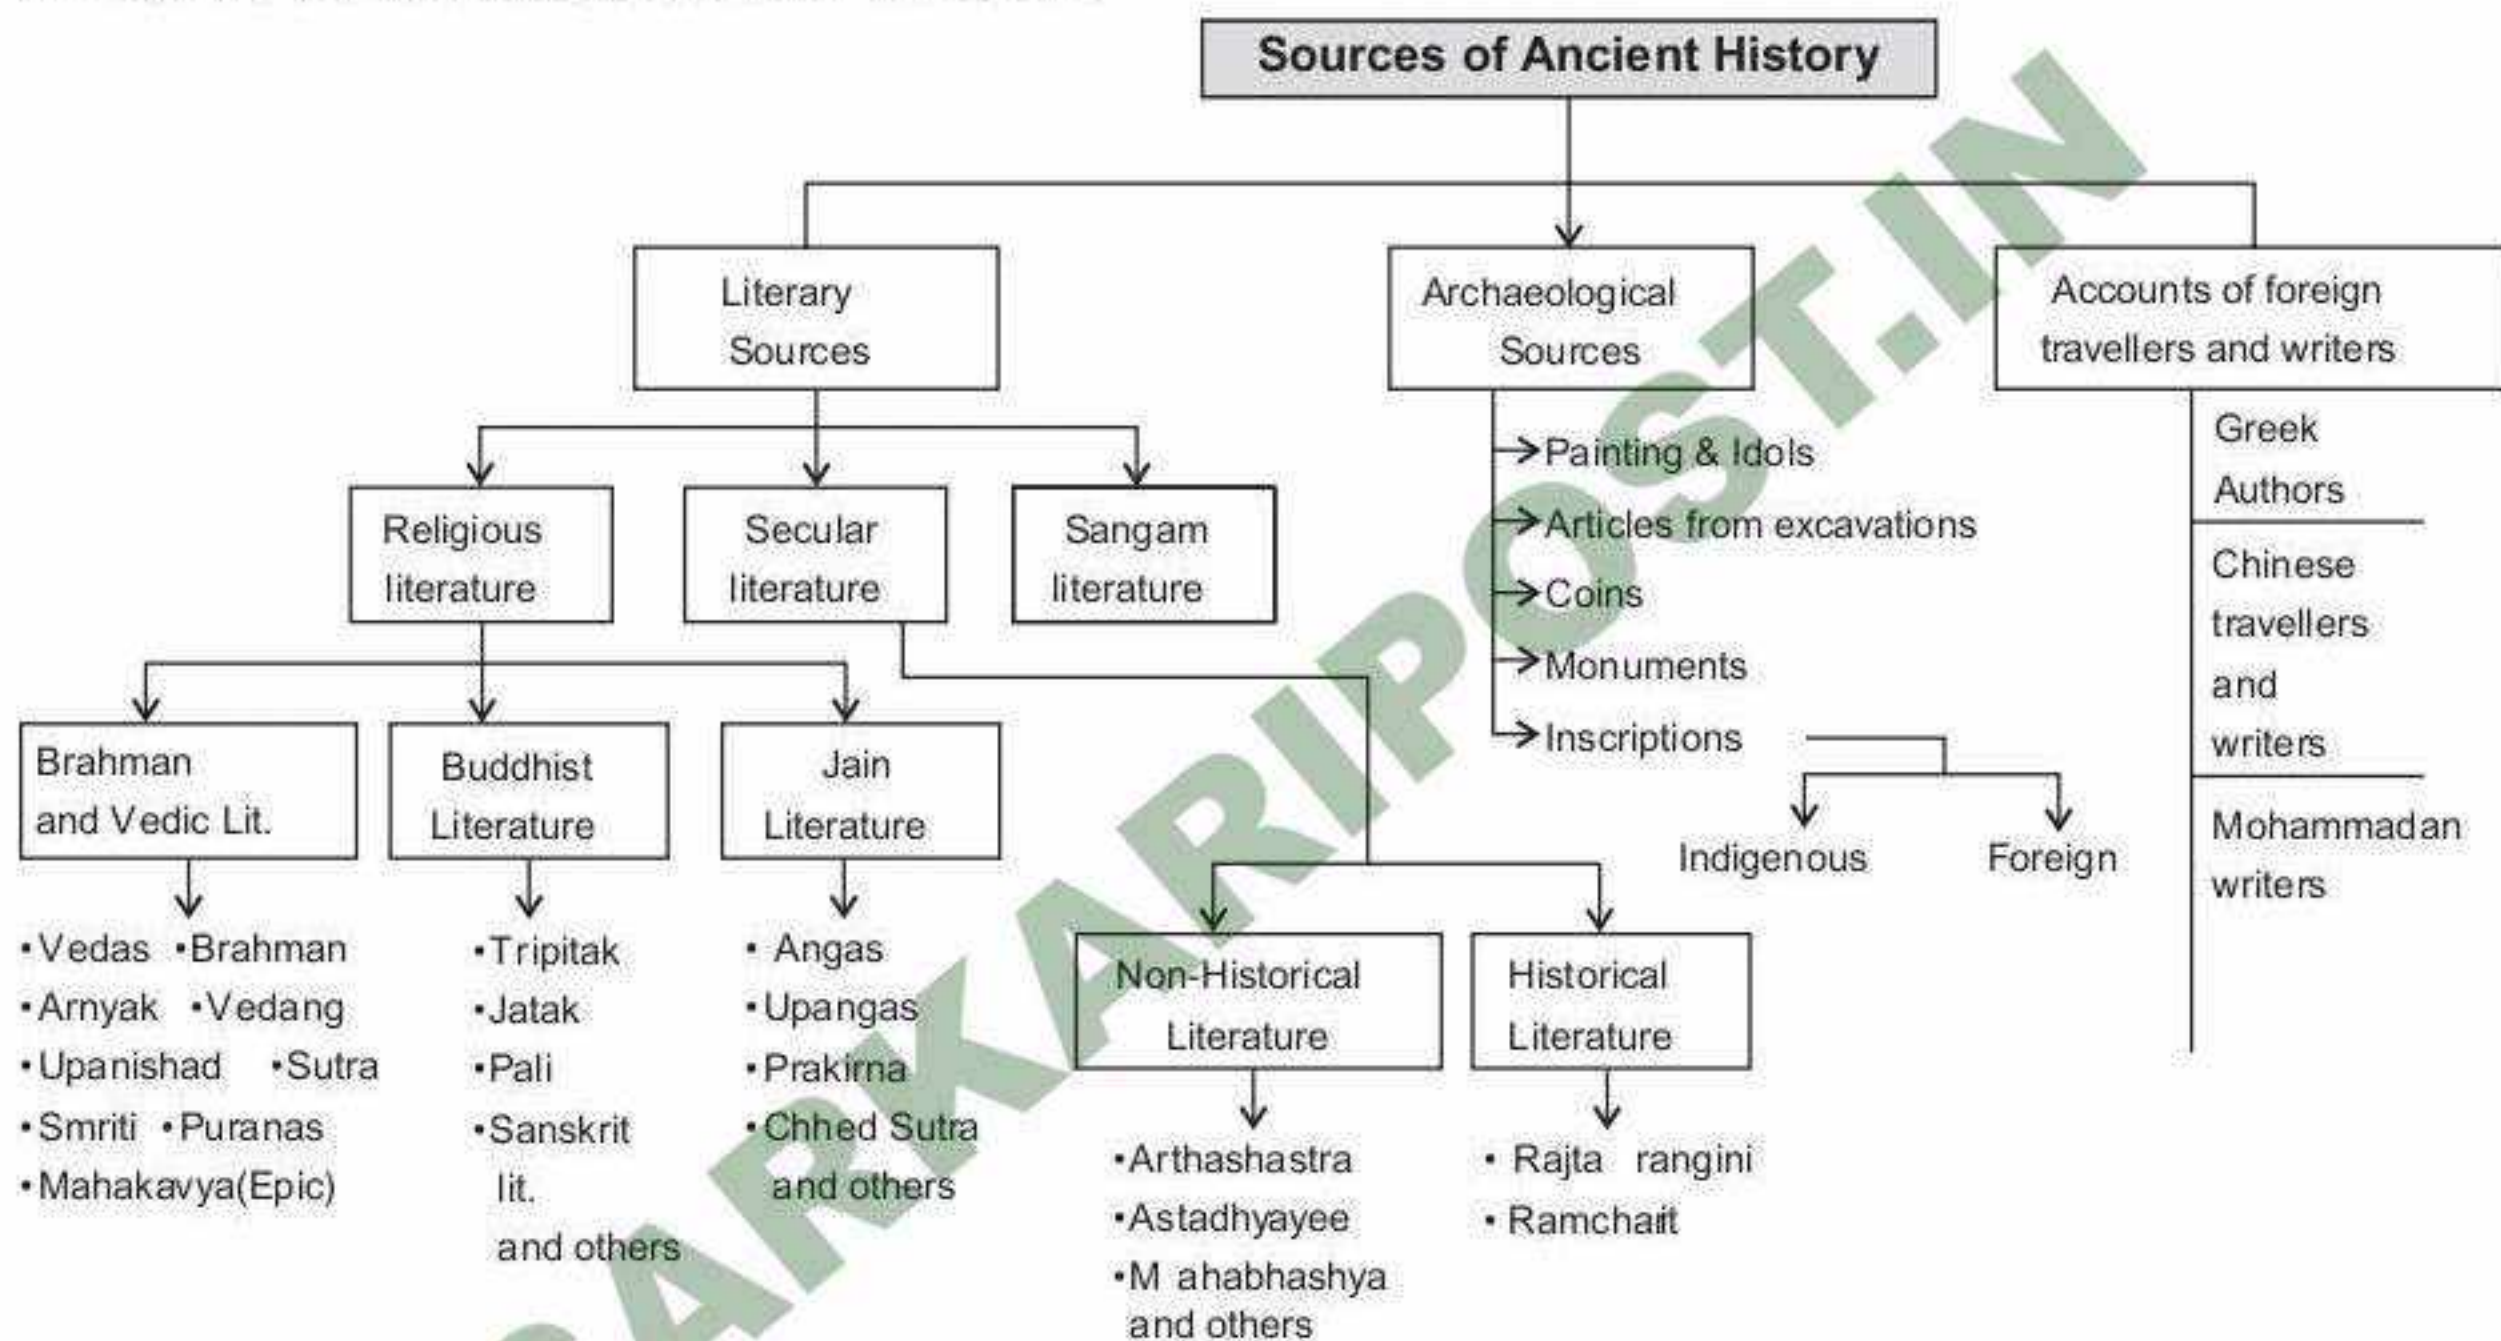 Sources of Ancient History
Literary
Sources
Archaeological
Sources
Accounts of foreign
travellers and writers
Religious
literature
Secular
literature
Sangam
literature
Painting & Idols
Articles from excavations
Coins
Monuments
Inscriptions
Indigenous
Foreign
Greek
Authors
Chinese
travellers
and
writers
Mohammadan
writers
Brahman
and Vedic Lit.
Buddhist
Literature
Jain
Literature
•Vedas •Brahman
•Arnyak •Vedang
•Upanishad •Sutra
•Smriti •Puranas
•Mahakavya(Epic)
•Tripitak
•Jatak
•Pali
•Sanskrit
lit.
and others
• Angas
•Upangas
•Prakirna
•Chhed Sutra
and others
Non-Historical
Literature
Historical
Literature
•Arthashastra
•Astadhyayee
•M ahabhashya
and others
• Rajta rangini
• Ramcharit
ARKARIPOST.IN